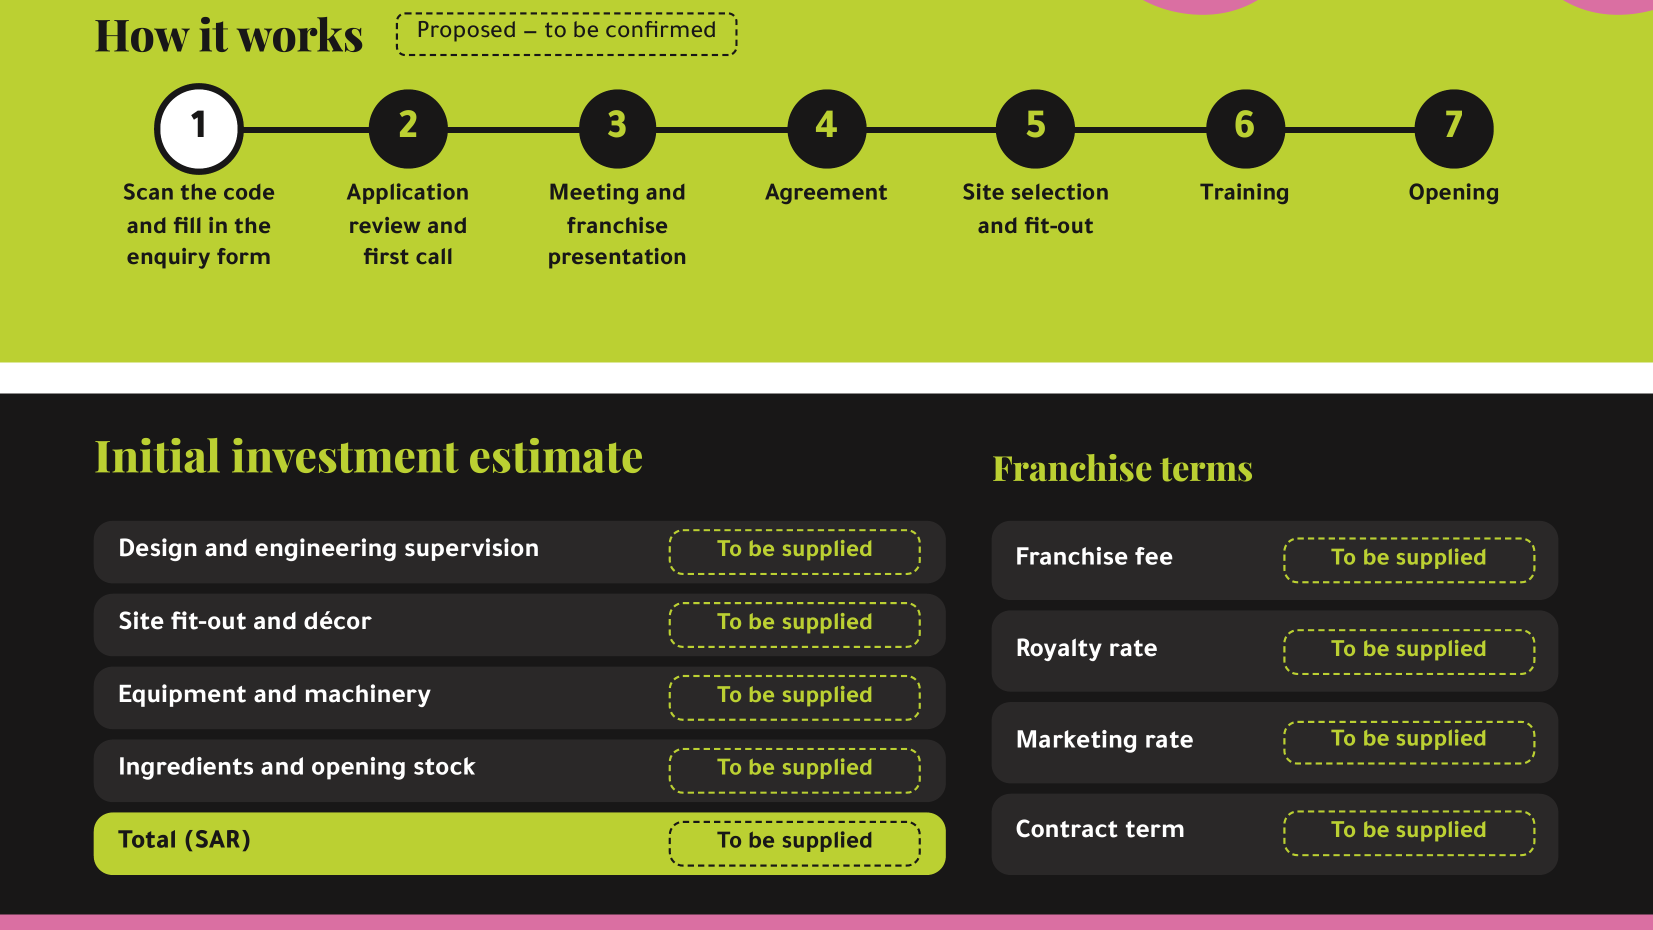 How it works
Proposed – to be confirmed
1
Scan the code
and fill in the
enquiry form
2
Application
review and
first call
3
Meeting and
franchise
presentation
4
Agreement
5
Site selection
and fit-out
6
Training
7
Opening
Initial investment estimate
Design and engineering supervision
To be supplied
Site fit-out and décor
To be supplied
Equipment and machinery
To be supplied
Ingredients and opening stock
To be supplied
Total (SAR)
To be supplied
Franchise terms
Franchise fee
To be supplied
Royalty rate
To be supplied
Marketing rate
To be supplied
Contract term
To be supplied